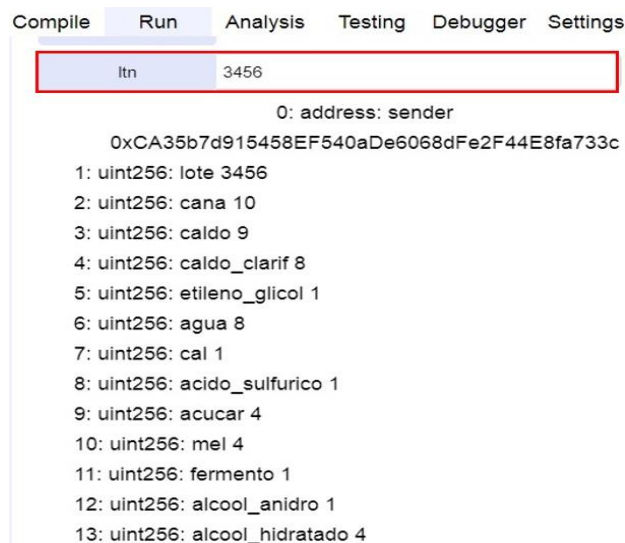 Compile Run Analysis Testing Debugger Settings
ltn 3456
0: address: sender
0xCA35b7d915458EF540aDe6068dFe2F44E8fa733c
1: uint256: lote 3456
2: uint256: cana 10
3: uint256: caldo 9
4: uint256: caldo_clarif 8
5: uint256: etileno_glicol 1
6: uint256: agua 8
7: uint256: cal 1
8: uint256: acido_sulfurico 1
9: uint256: acucar 4
10: uint256: mel 4
11: uint256: fermento 1
12: uint256: alcool_anidro 1
13: uint256: alcool_hidratado 4